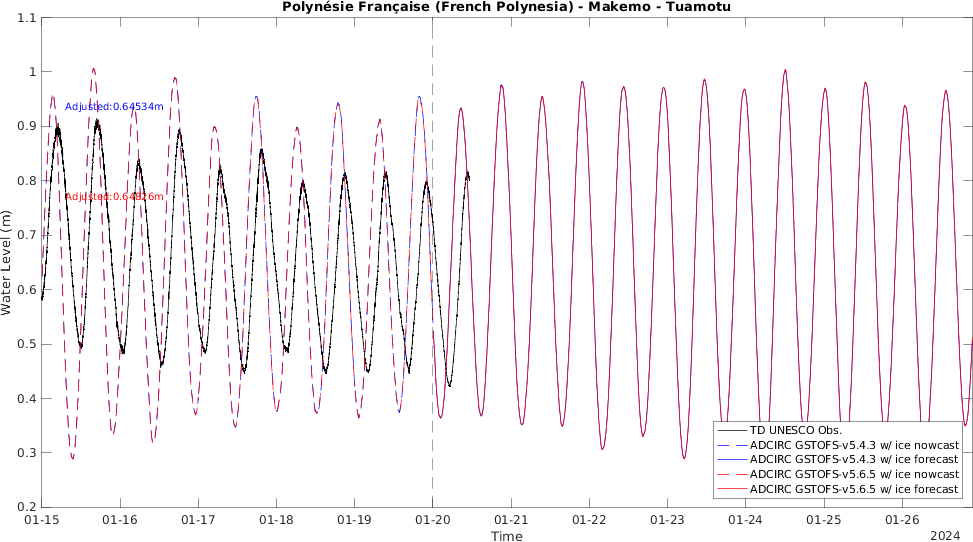 Polynésie Française (French Polynesia) - Makemo - Tuamotu
1.1
1
0.9
0.8
0.7
0.6
0.5
0.4
0.3
0.2
Water Level (m)
Adjusted:0.64534m
Adjusted:0.64826m
TD UNESCO Obs.
ADCIRC GSTOFS-v5.4.3 w/ ice nowcast
ADCIRC GSTOFS-v5.4.3 w/ ice forecast
ADCIRC GSTOFS-v5.6.5 w/ ice nowcast
ADCIRC GSTOFS-v5.6.5 w/ ice forecast
01-15 01-16 01-17 01-18 01-19 01-20 01-21 01-22 01-23 01-24 01-25 01-26
Time
2024